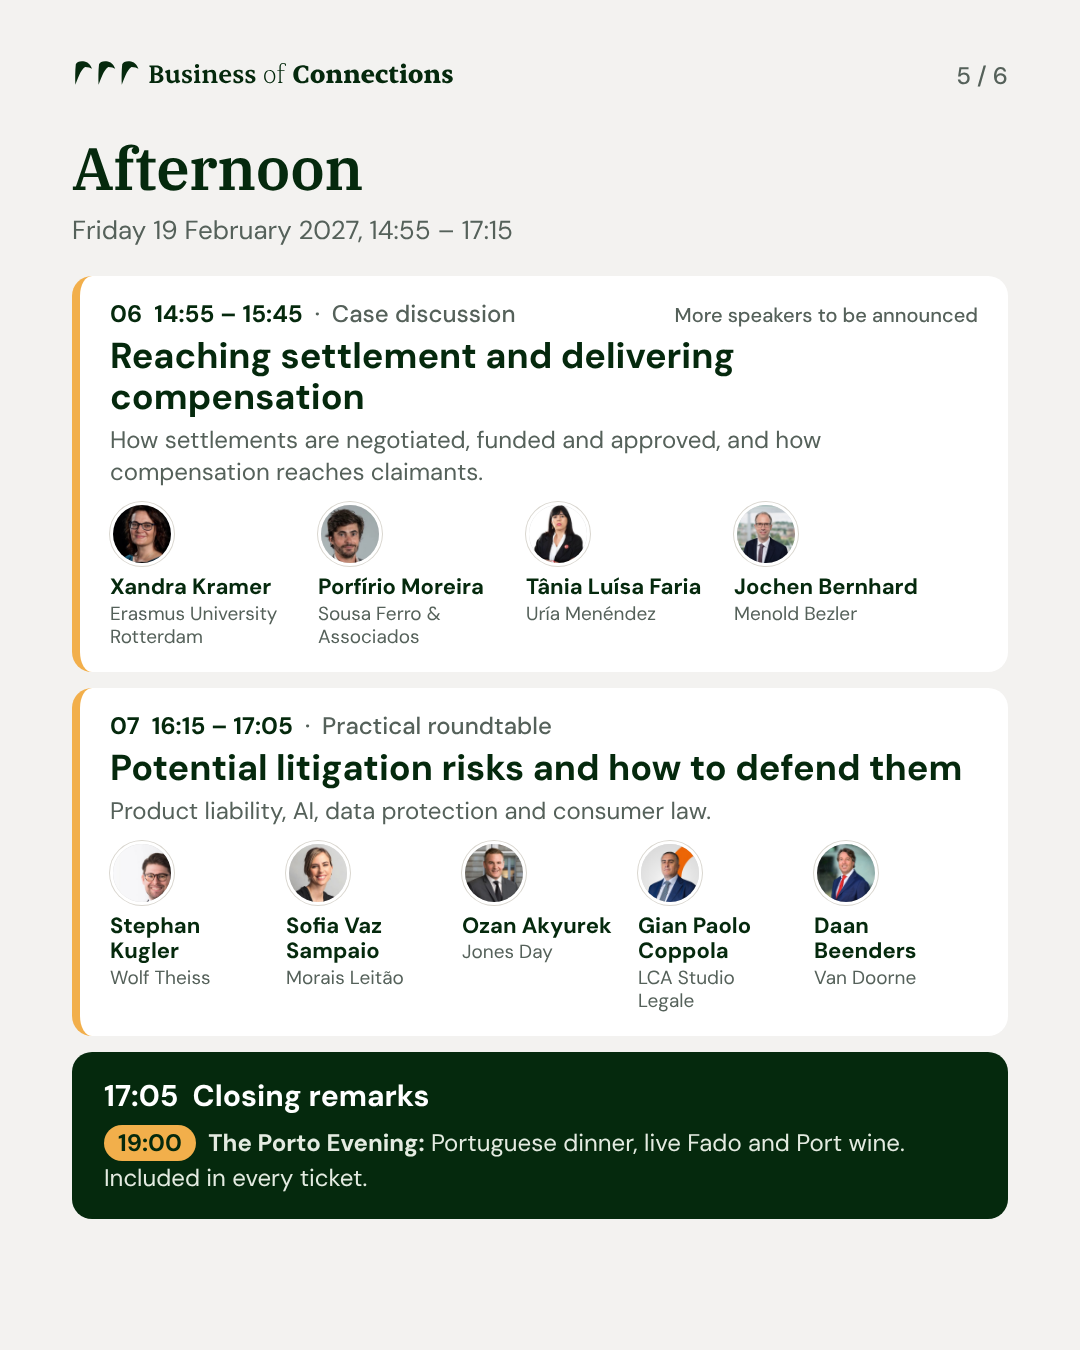 Business of Connections
5 / 6
Afternoon
Friday 19 February 2027, 14:55 – 17:15
06 14:55 – 15:45 · Case discussion
More speakers to be announced
Reaching settlement and delivering
compensation
How settlements are negotiated, funded and approved, and how
compensation reaches claimants.
Xandra Kramer
Erasmus University
Rotterdam
Porfírio Moreira
Sousa Ferro &
Associados
Tânia Luísa Faria
Uría Menéndez
Jochen Bernhard
Menold Bezler
07 16:15 – 17:05 · Practical roundtable
Potential litigation risks and how to defend them
Product liability, AI, data protection and consumer law.
Stephan
Kugler
Wolf Theiss
Sofia Vaz
Sampaio
Morais Leitão
Ozan Akyurek
Jones Day
Gian Paolo
Coppola
LCA Studio
Legale
Daan
Beenders
Van Doorne
17:05 Closing remarks
19:00 The Porto Evening: Portuguese dinner, live Fado and Port wine.
Included in every ticket.